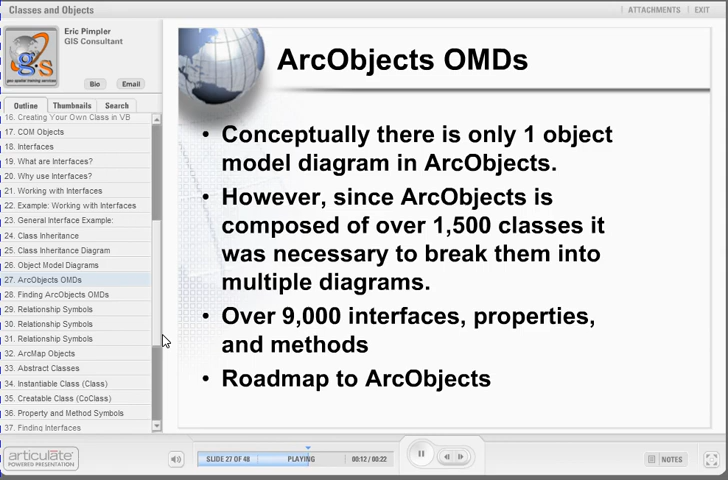 Classes and Objects
ATTACHMENTS
EXIT
Eric Pimpler
GIS Consultant
g i s
geo spatial training services
Bio
Email
Outline
Thumbnails
Search
16. Creating Your Own Class in VB
17. COM Objects
18. Interfaces
19. What are Interfaces?
20. Why use Interfaces?
21. Working with Interfaces
22. Example: Working with Interfaces
23. General Interface Example:
24. Class Inheritance
25. Class Inheritance Diagram
26. Object Model Diagrams
27. ArcObjects OMDs
28. Finding ArcObjects OMDs
29. Relationship Symbols
30. Relationship Symbols
31. Relationship Symbols
32. ArcMap Objects
33. Abstract Classes
34. Instantiable Class (Class)
35. Creatable Class (CoClass)
36. Property and Method Symbols
37. Finding Interfaces
ArcObjects OMDs
• Conceptually there is only 1 object
model diagram in ArcObjects.
• However, since ArcObjects is
composed of over 1,500 classes it
was necessary to break them into
multiple diagrams.
• Over 9,000 interfaces, properties,
and methods
• Roadmap to ArcObjects
articulate
POWERED PRESENTATION
SLIDE 27 OF 48
PLAYING
00:12 / 00:22
NOTES